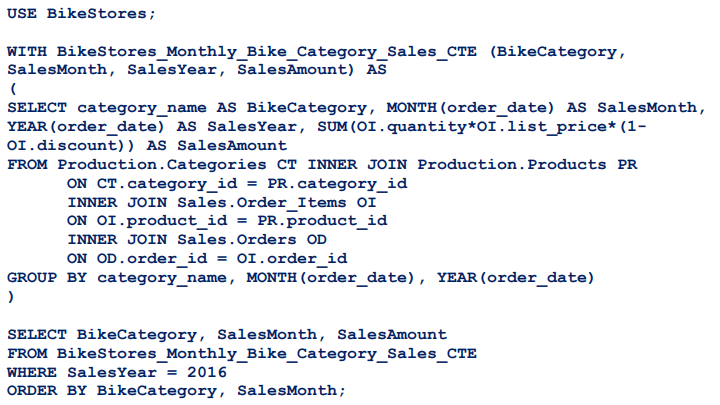 USE BikeStores;
WITH BikeStores_Monthly_Bike_Category_Sales_CTE (BikeCategory,
SalesMonth, SalesYear, SalesAmount) AS
(
SELECT category_name AS BikeCategory, MONTH(order_date) AS SalesMonth,
YEAR(order_date) AS SalesYear, SUM(OI.quantity*OI.list_price*(1-
OI.discount)) AS SalesAmount
FROM Production.Categories CT INNER JOIN Production.Products PR
ON CT.category_id = PR.category_id
INNER JOIN Sales.Order_Items OI
ON OI.product_id = PR.product_id
INNER JOIN Sales.Orders OD
ON OD.order_id = OI.order_id
GROUP BY category_name, MONTH(order_date), YEAR(order_date)
)
SELECT BikeCategory, SalesMonth, SalesAmount
FROM BikeStores_Monthly_Bike_Category_Sales_CTE
WHERE SalesYear = 2016
ORDER BY BikeCategory, SalesMonth;